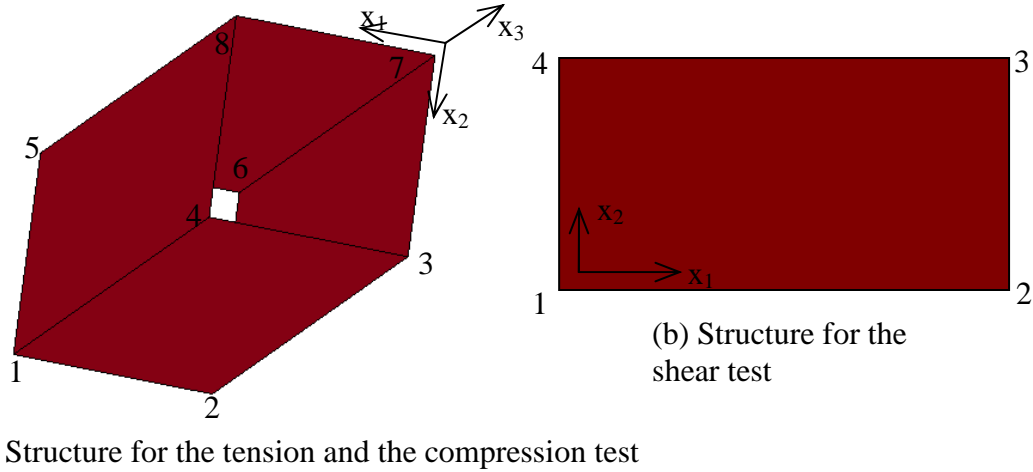 x1
x3
8
7
x2
5
6
4
3
1
2
4
3
x2
x1
1
2
(b) Structure for the
shear test
Structure for the tension and the compression test